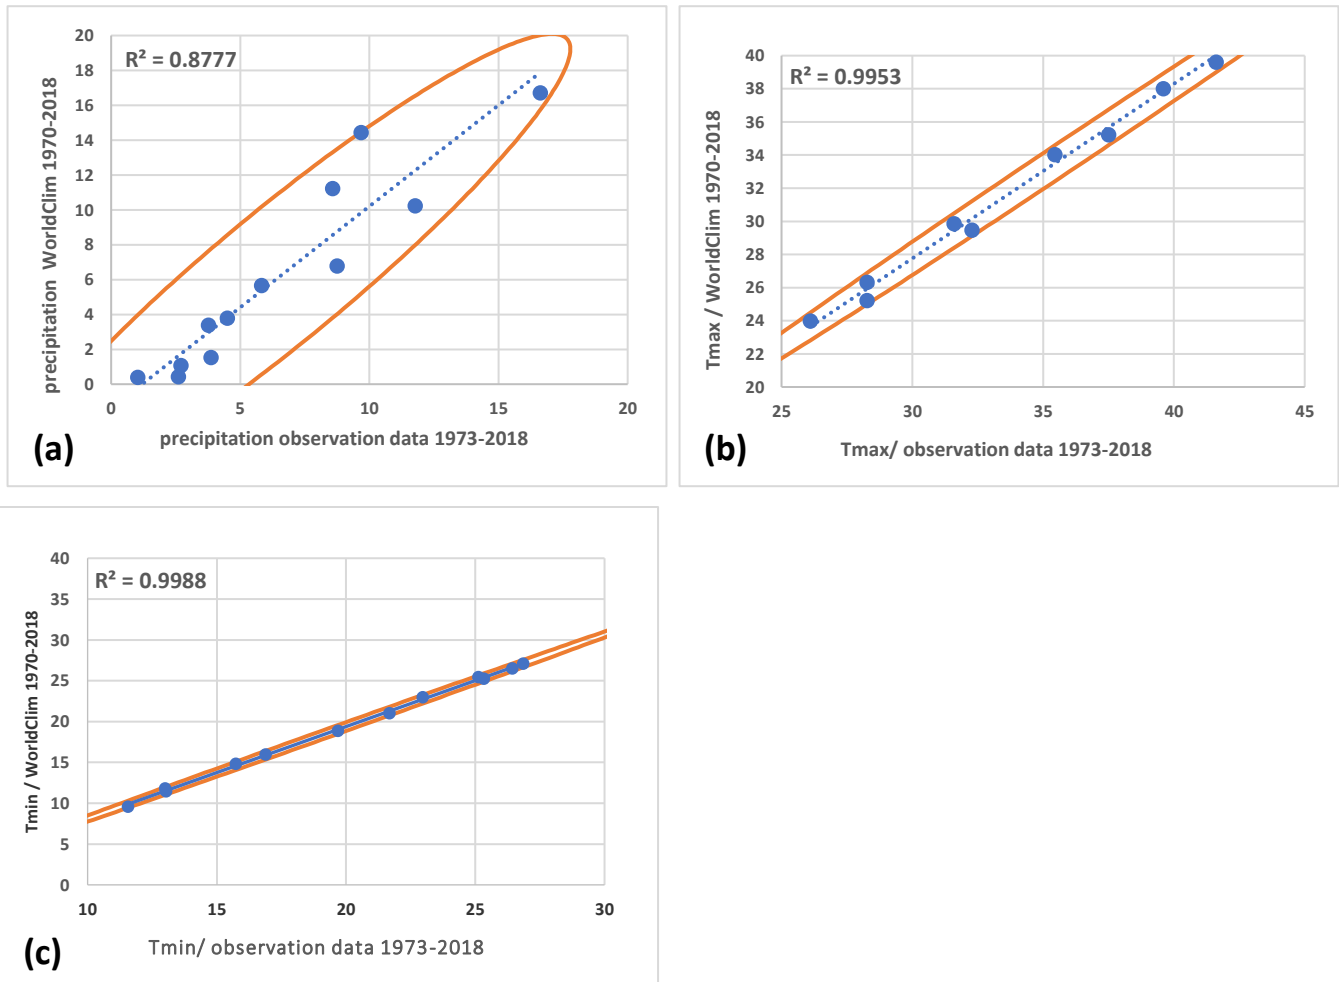 R² = 0.8777
20
18
16
14
12
10
8
6
4
2
0
0 5 10 15 20
precipitation WorldClim 1970-2018
precipitation observation data 1973-2018
(a)
R² = 0.9953
40
38
36
34
32
30
28
26
24
22
20
25 30 35 40 45
Tmax / WorldClim 1970-2018
Tmax/ observation data 1973-2018
(b)
R² = 0.9988
40
35
30
25
20
15
10
5
0
10 15 20 25 30
Tmin / WorldClim 1970-2018
Tmin/ observation data 1973-2018
(c)